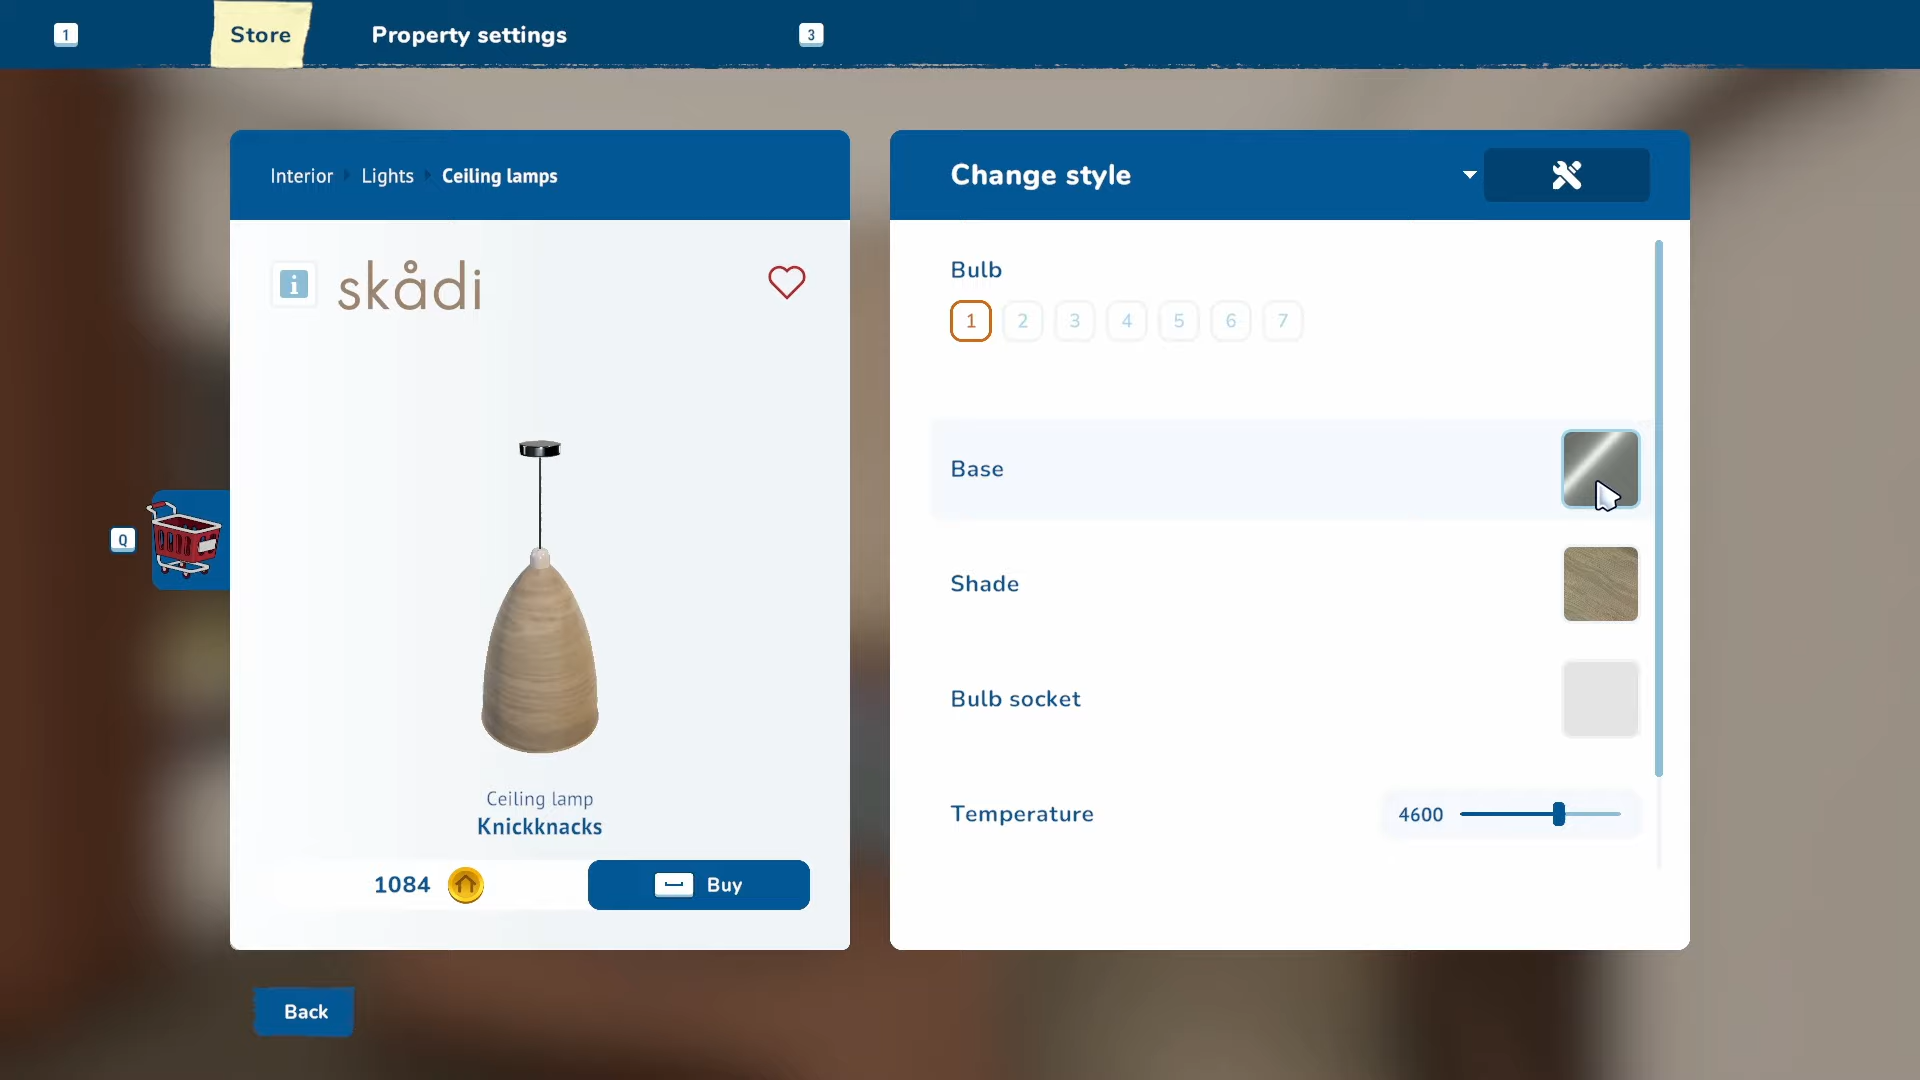 1
Store
Property settings
3
Interior Lights Ceiling lamps
Change style
i skådi
Bulb
1 2 3 4 5 6 7
Base
Q
Shade
Bulb socket
Ceiling lamp
Knickknacks
Temperature
4600
1084
Buy
Back